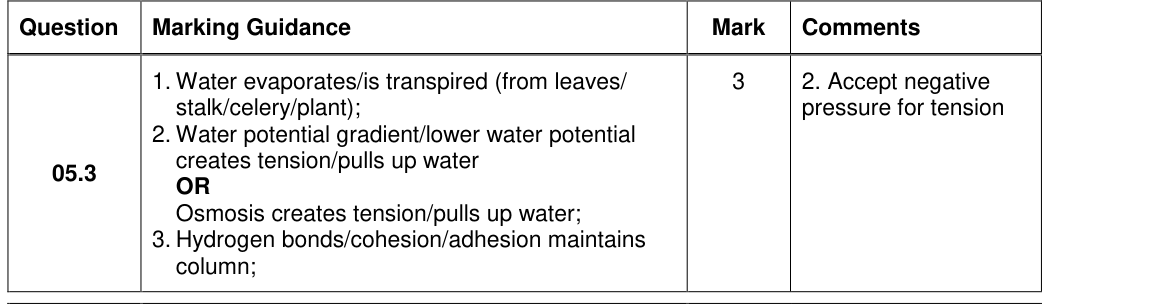 Question Marking Guidance Mark Comments
1. Water evaporates/is transpired (from leaves/ 3 2. Accept negative
stalk/celery/plant); pressure for tension
2. Water potential gradient/lower water potential
creates tension/pulls up water
05.3
OR
Osmosis creates tension/pulls up water;
3. Hydrogen bonds/cohesion/adhesion maintains
column;